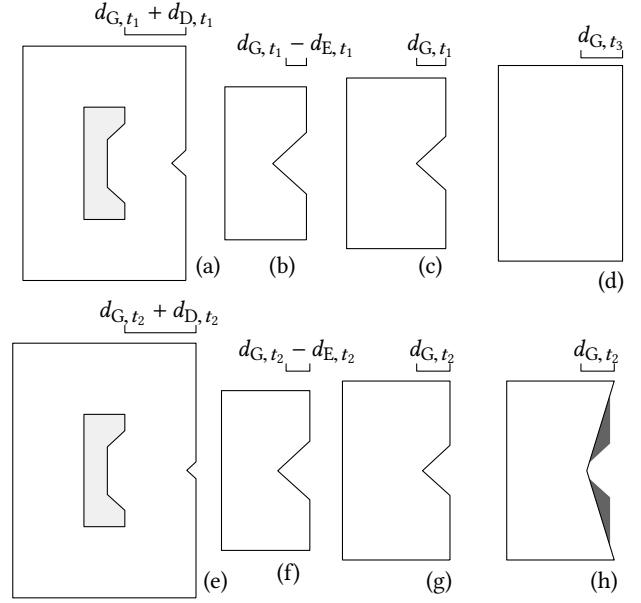 d_{G, t_1} + d_{D, t_1}
d_{G, t_1} − d_{E, t_1}
d_{G, t_1}
d_{G, t_3}
(a)
(b)
(c)
(d)
d_{G, t_2} + d_{D, t_2}
d_{G, t_2} − d_{E, t_2}
d_{G, t_2}
d_{G, t_2}
(e)
(f)
(g)
(h)